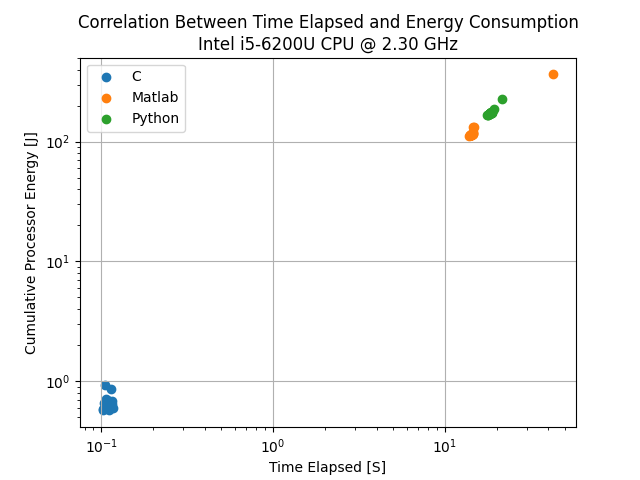 Correlation Between Time Elapsed and Energy Consumption
Intel i5-6200U CPU @ 2.30 GHz
C
Matlab
Python
Cumulative Processor Energy [J]
10²
10¹
10⁰
10⁻¹ 10⁰ 10¹
Time Elapsed [S]